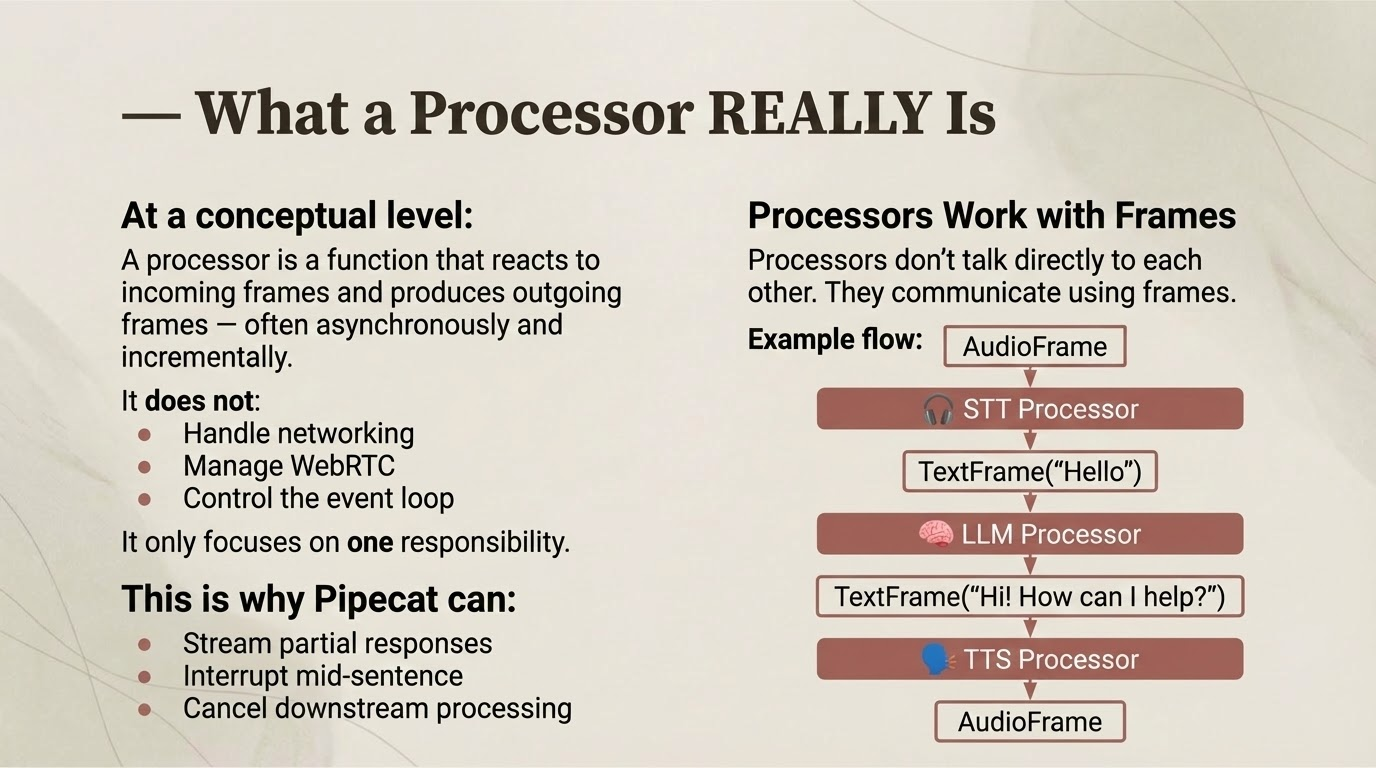 — What a Processor REALLY Is
At a conceptual level:
A processor is a function that reacts to
incoming frames and produces outgoing
frames — often asynchronously and
incrementally.
It does not:
● Handle networking
● Manage WebRTC
● Control the event loop
It only focuses on one responsibility.
This is why Pipecat can:
● Stream partial responses
● Interrupt mid-sentence
● Cancel downstream processing
Processors Work with Frames
Processors don’t talk directly to each
other. They communicate using frames.
Example flow:
AudioFrame
🎧 STT Processor
TextFrame(“Hello”)
🧠 LLM Processor
TextFrame(“Hi! How can I help?”)
🗣️ TTS Processor
AudioFrame